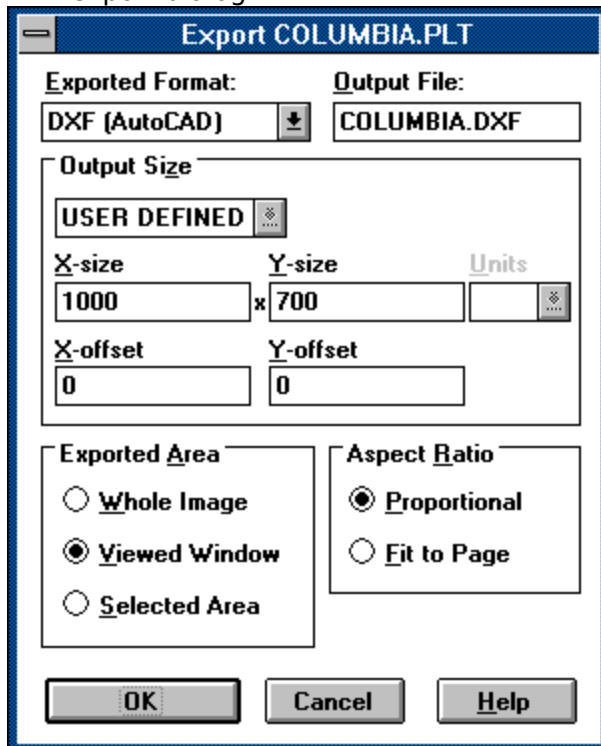 Export COLUMBIA.PLT
Exported Format: Output File:
DXF (AutoCAD) COLUMBIA.DXF
Output Size
USER DEFINED
X-size Y-size Units
1000 x 700
X-offset Y-offset
0 0
Exported Area Aspect Ratio
Whole Image Proportional
Viewed Window Fit to Page
Selected Area
OK Cancel Help